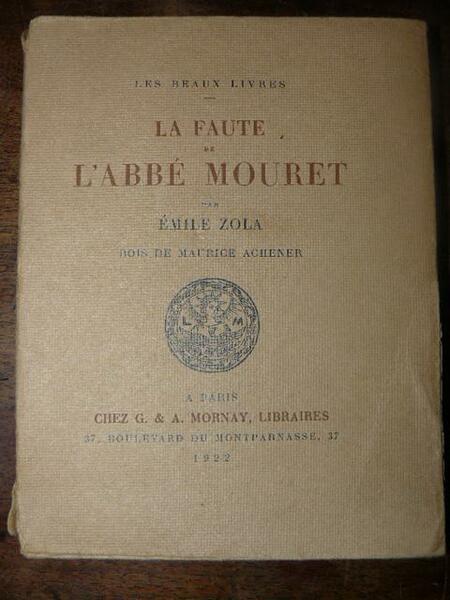 LES BEAUX LIVRES
LA FAUTE
DE
L'ABBÉ MOURET
PAR
ÉMILE ZOLA
BOIS DE MAURICE ACHENER
L M
A PARIS
CHEZ G. & A. MORNAY, LIBRAIRES
37, BOULEVARD DU MONTPARNASSE, 37
1922